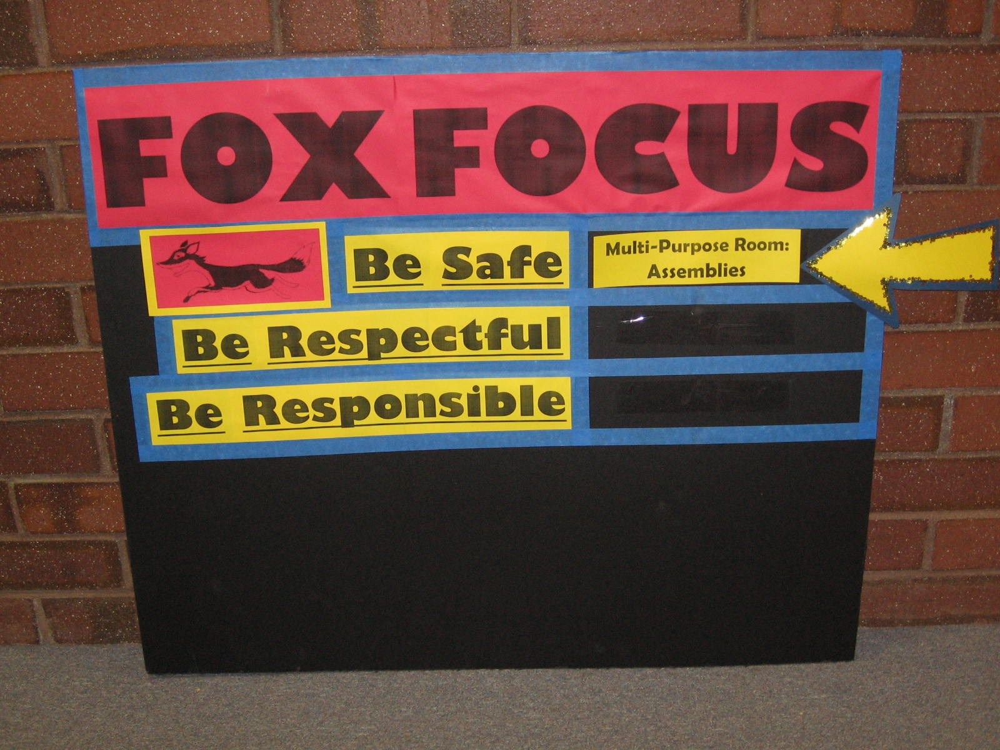 FOX FOCUS
Be Safe
Multi-Purpose Room:
Assemblies
Be Respectful
Be Responsible